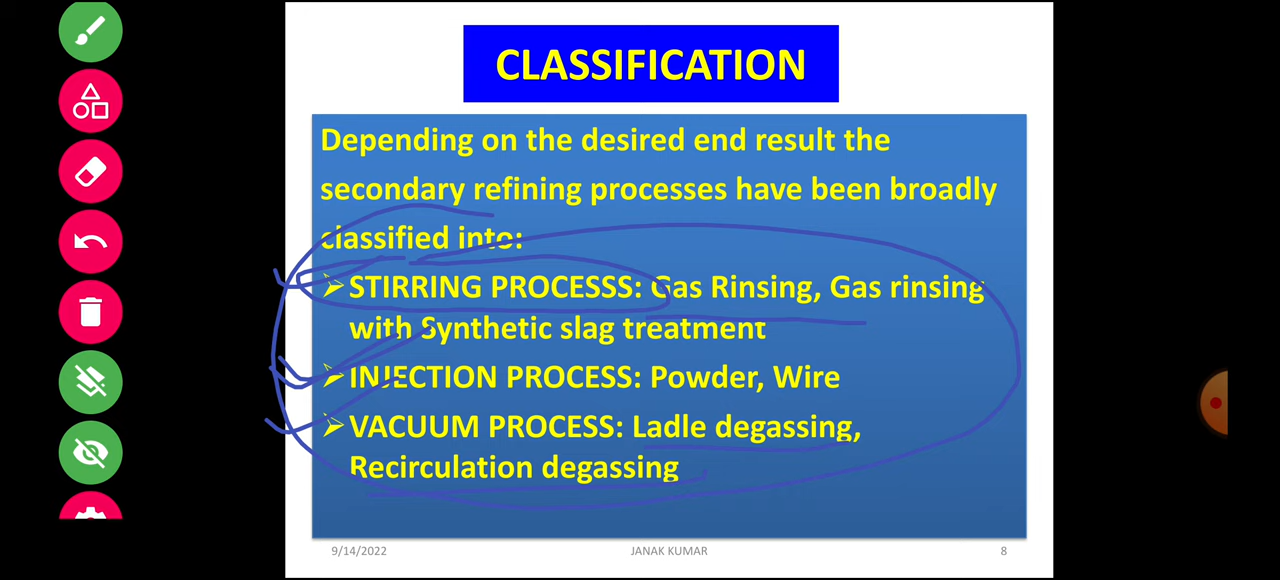 CLASSIFICATION
Depending on the desired end result the
secondary refining processes have been broadly
classified into:
➢STIRRING PROCESSS: Gas Rinsing, Gas rinsing
with Synthetic slag treatment
➢INJECTION PROCESS: Powder, Wire
➢VACUUM PROCESS: Ladle degassing,
Recirculation degassing
9/14/2022 JANAK KUMAR 8